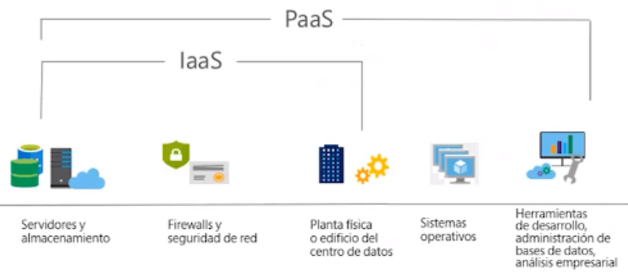 PaaS
IaaS
Servidores y
almacenamiento
Firewalls y
seguridad de red
Planta física
o edificio del
centro de datos
Sistemas
operativos
Herramientas
de desarrollo,
administración de
bases de datos,
análisis empresarial